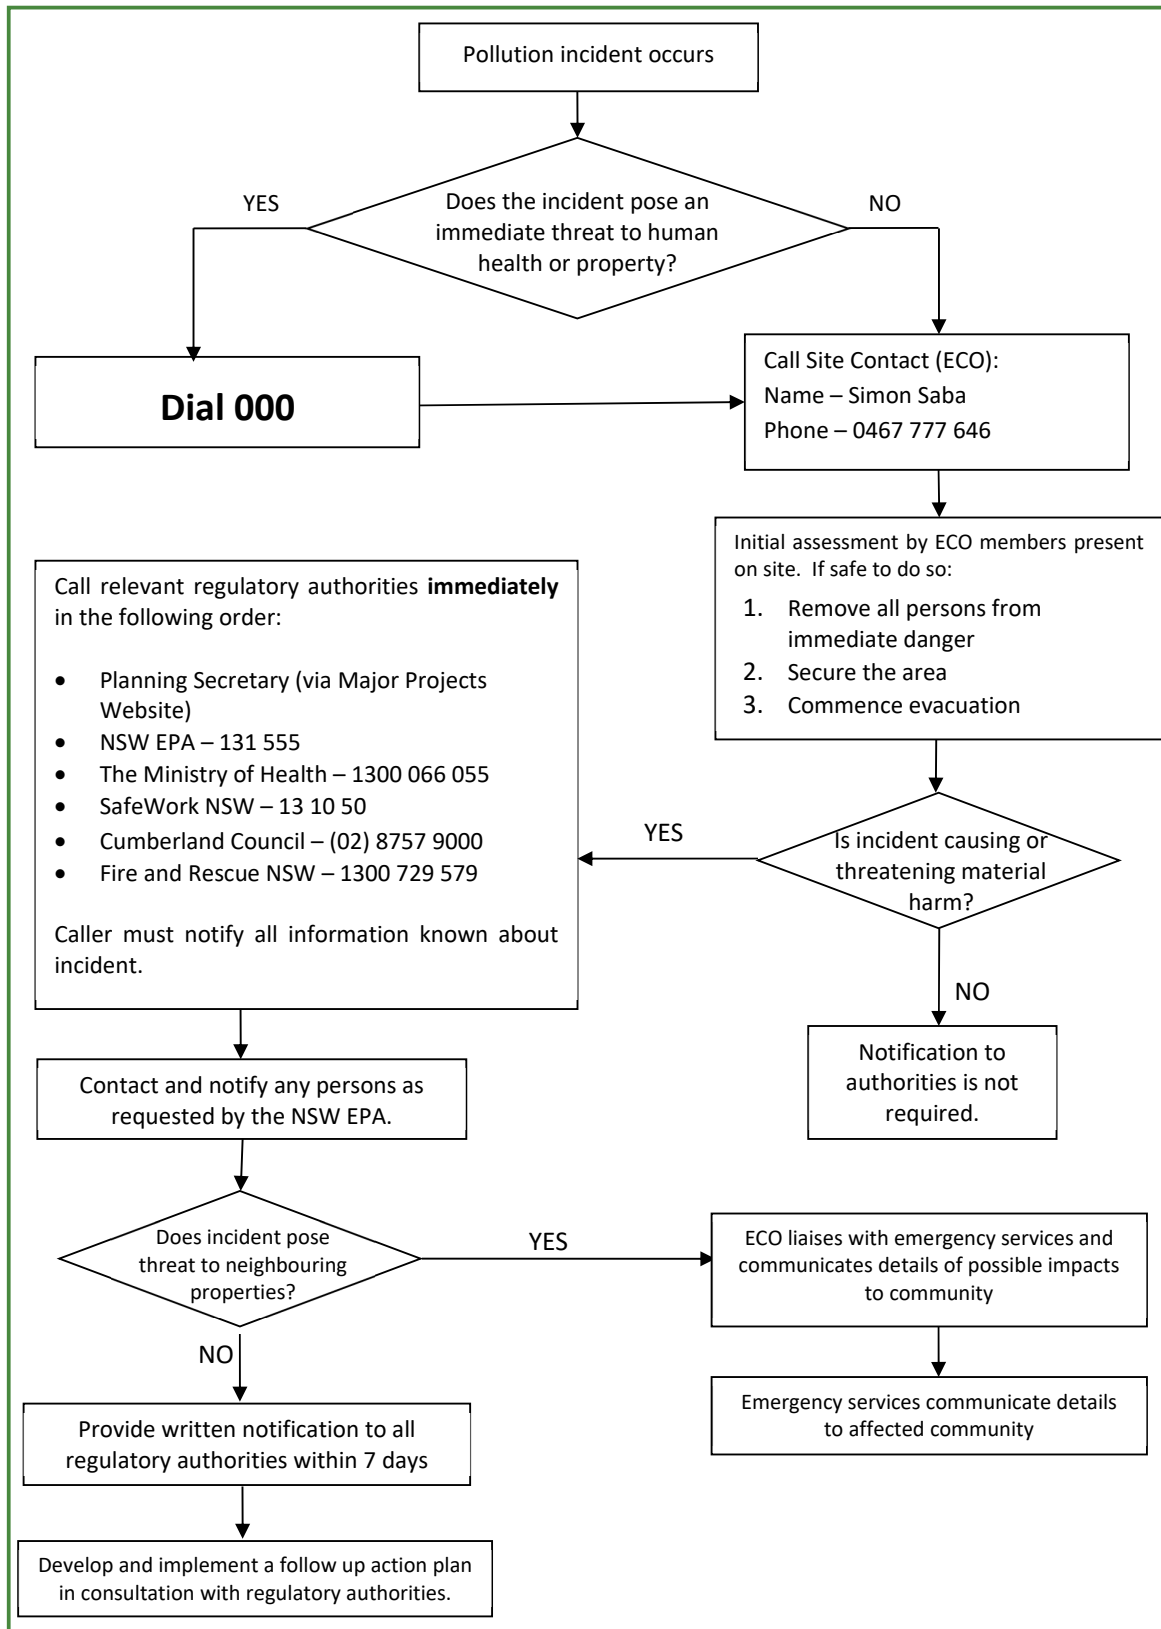 Pollution incident occurs
Does the incident pose an
immediate threat to human
health or property?
YES
NO
Dial 000
Call Site Contact (ECO):
Name – Simon Saba
Phone – 0467 777 646
Initial assessment by ECO members present
on site.  If safe to do so:
1. Remove all persons from
immediate danger
2. Secure the area
3. Commence evacuation
Is incident causing or
threatening material
harm?
YES
NO
Call relevant regulatory authorities immediately
in the following order:
• Planning Secretary (via Major Projects
Website)
• NSW EPA – 131 555
• The Ministry of Health – 1300 066 055
• SafeWork NSW – 13 10 50
• Cumberland Council – (02) 8757 9000
• Fire and Rescue NSW – 1300 729 579
Caller must notify all information known about
incident.
Notification to
authorities is not
required.
Contact and notify any persons as
requested by the NSW EPA.
Does incident pose
threat to neighbouring
properties?
YES
NO
ECO liaises with emergency services and
communicates details of possible impacts
to community
Emergency services communicate details
to affected community
Provide written notification to all
regulatory authorities within 7 days
Develop and implement a follow up action plan
in consultation with regulatory authorities.